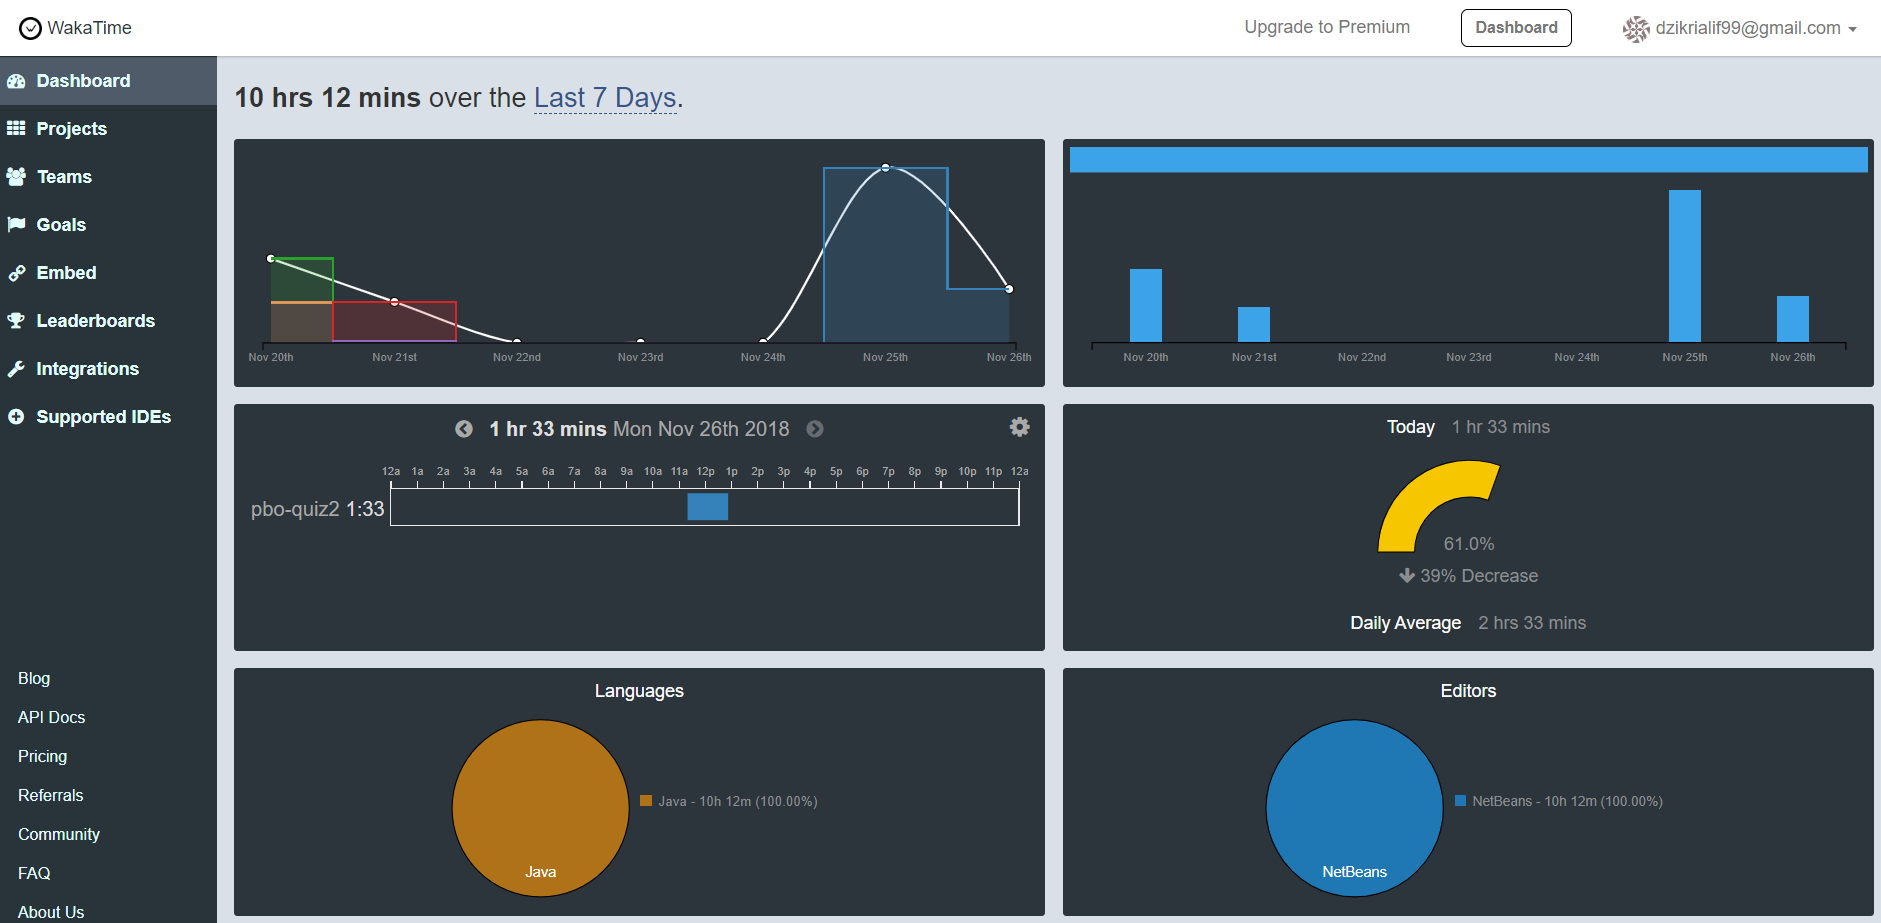 WakaTime
Upgrade to Premium
Dashboard
dzikrialif99@gmail.com
Dashboard
Projects
Teams
Goals
Embed
Leaderboards
Integrations
Supported IDEs
Blog
API Docs
Pricing
Referrals
Community
FAQ
About Us
10 hrs 12 mins over the Last 7 Days.
Nov 20th Nov 21st Nov 22nd Nov 23rd Nov 24th Nov 25th Nov 26th
Nov 20th Nov 21st Nov 22nd Nov 23rd Nov 24th Nov 25th Nov 26th
1 hr 33 mins Mon Nov 26th 2018
12a 1a 2a 3a 4a 5a 6a 7a 8a 9a 10a 11a 12p 1p 2p 3p 4p 5p 6p 7p 8p 9p 10p 11p 12a
pbo-quiz2 1:33
Today 1 hr 33 mins
61.0%
39% Decrease
Daily Average 2 hrs 33 mins
Languages
Java - 10h 12m (100.00%)
Java
Editors
NetBeans - 10h 12m (100.00%)
NetBeans